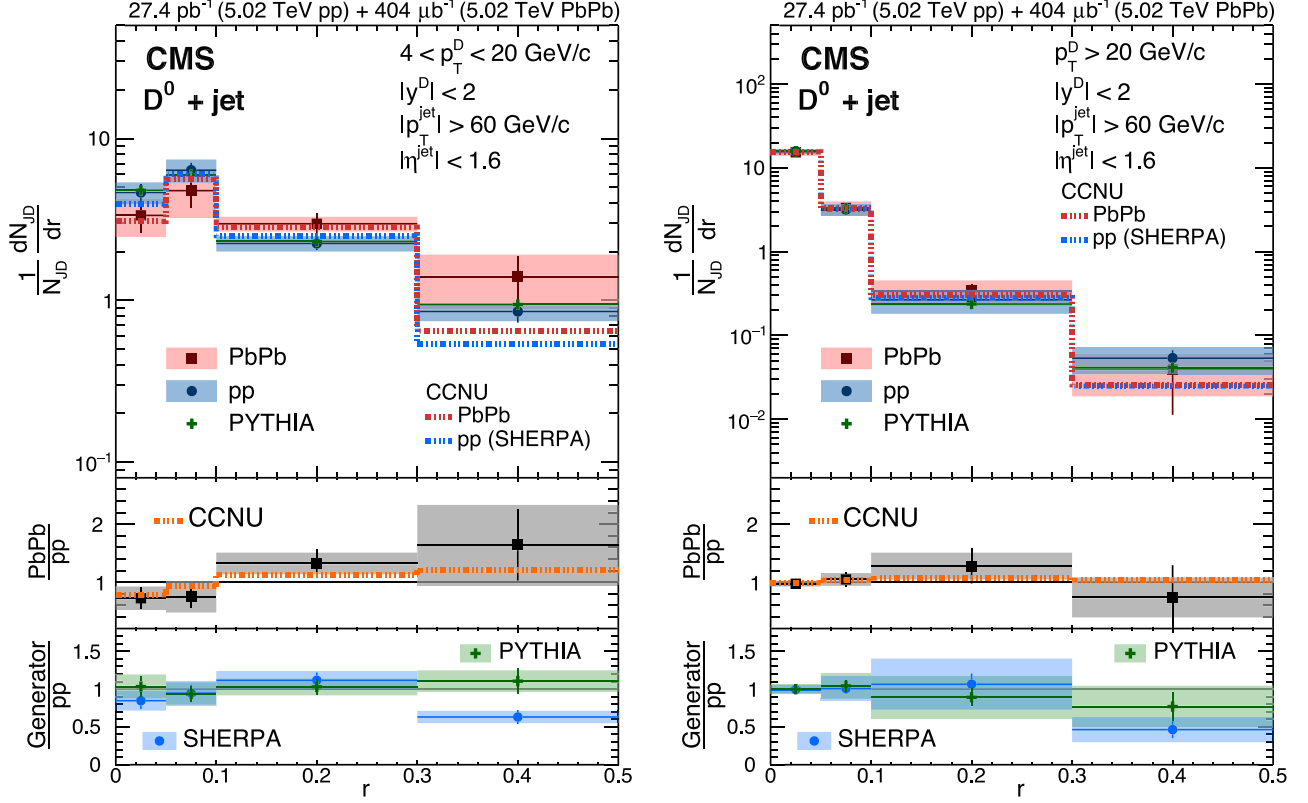 27.4 pb⁻¹ (5.02 TeV pp) + 404 μb⁻¹ (5.02 TeV PbPb)
CMS
D⁰ + jet
4 < p_T^D < 20 GeV/c
|y^D| < 2
|p_T^jet| > 60 GeV/c
|η^jet| < 1.6
10
1
10⁻¹
1/N_JD dN_JD/dr
PbPb
pp
PYTHIA
CCNU
PbPb
pp (SHERPA)
PbPb/pp
2
1
CCNU
Generator/pp
1.5
1
0.5
0
PYTHIA
SHERPA
0 0.1 0.2 0.3 0.4 0.5
r
27.4 pb⁻¹ (5.02 TeV pp) + 404 μb⁻¹ (5.02 TeV PbPb)
CMS
D⁰ + jet
p_T^D > 20 GeV/c
|y^D| < 2
|p_T^jet| > 60 GeV/c
|η^jet| < 1.6
CCNU
PbPb
pp (SHERPA)
10²
10
1
10⁻¹
10⁻²
1/N_JD dN_JD/dr
PbPb
pp
PYTHIA
PbPb/pp
2
1
CCNU
Generator/pp
1.5
1
0.5
0
PYTHIA
SHERPA
0 0.1 0.2 0.3 0.4 0.5
r